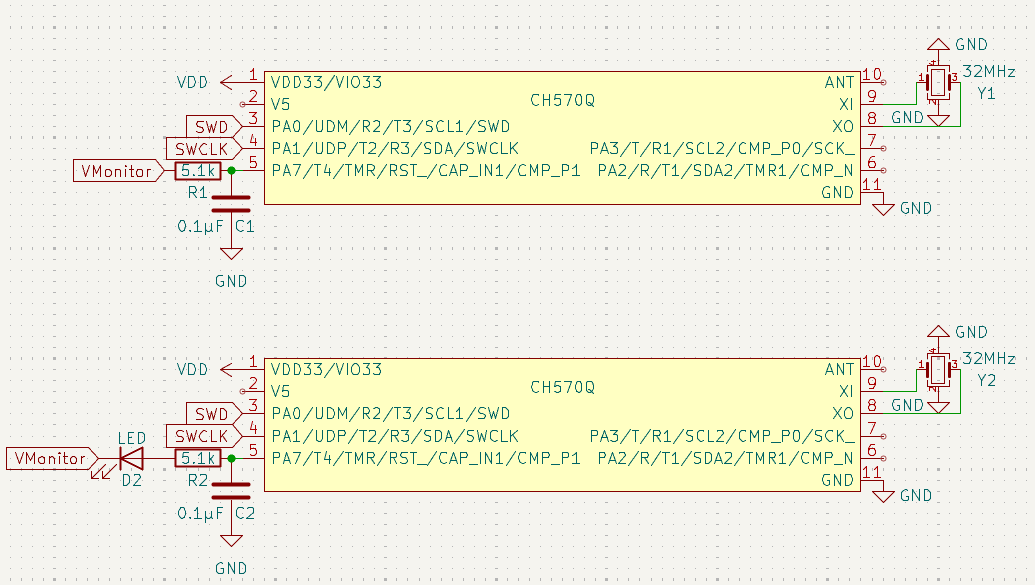 GND
32MHz
Y1
GND
VDD
1
VDD33/VIO33
2
V5
SWD
3
PA0/UDM/R2/T3/SCL1/SWD
SWCLK
4
PA1/UDP/T2/R3/SDA/SWCLK
VMonitor
5.1k
5
PA7/T4/TMR/RST_/CAP_IN1/CMP_P1
CH570Q
ANT
10
XI
9
XO
8
PA3/T/R1/SCL2/CMP_P0/SCK_
7
PA2/R/T1/SDA2/TMR1/CMP_N
6
GND
11
GND
1
2
3
4
R1
0.1µF
C1
GND
GND
32MHz
Y2
GND
VDD
1
VDD33/VIO33
2
V5
SWD
3
PA0/UDM/R2/T3/SCL1/SWD
SWCLK
4
PA1/UDP/T2/R3/SDA/SWCLK
VMonitor
LED
D2
5.1k
5
PA7/T4/TMR/RST_/CAP_IN1/CMP_P1
CH570Q
ANT
10
XI
9
XO
8
PA3/T/R1/SCL2/CMP_P0/SCK_
7
PA2/R/T1/SDA2/TMR1/CMP_N
6
GND
11
GND
1
2
3
4
R2
0.1µF
C2
GND